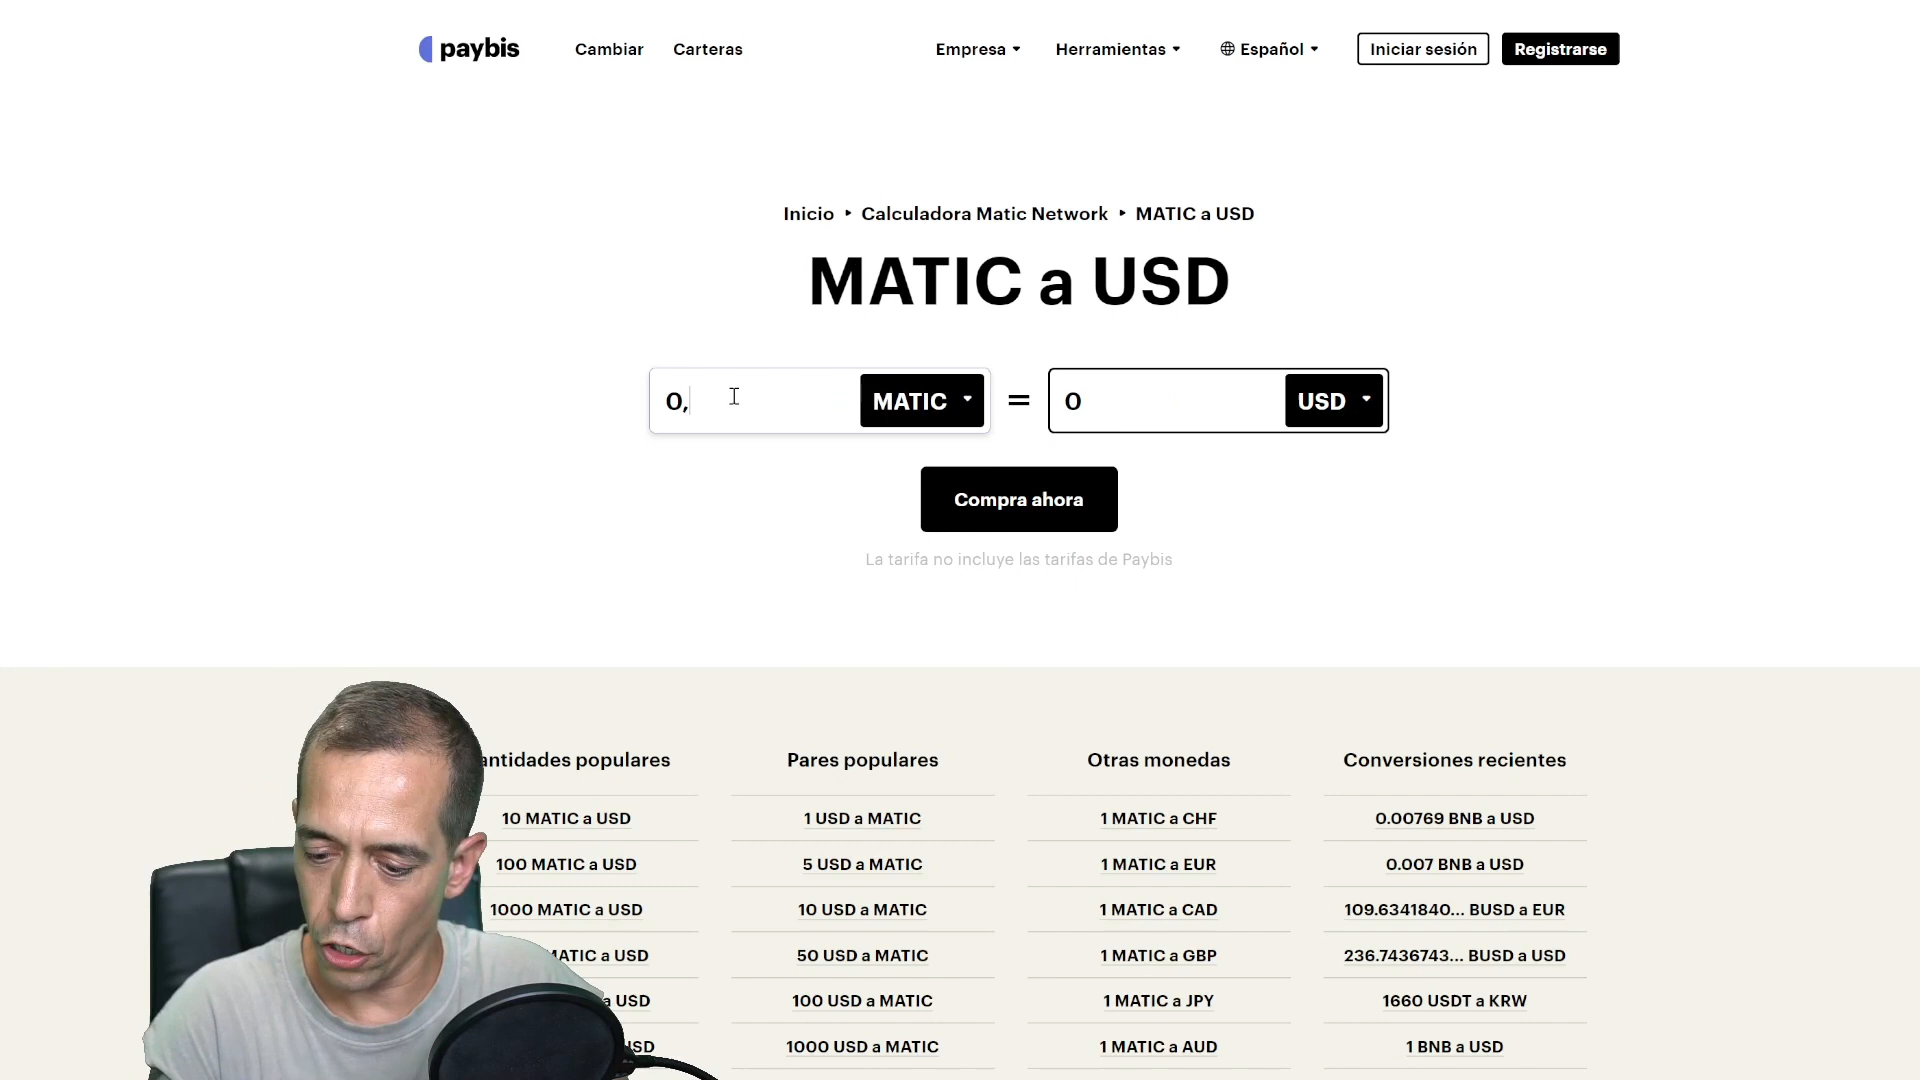 paybis
Cambiar
Carteras
Empresa
Herramientas
Español
Iniciar sesión
Registrarse
Inicio ‣ Calculadora Matic Network ‣ MATIC a USD
MATIC a USD
0, MATIC = 0 USD
Compra ahora
La tarifa no incluye las tarifas de Paybis
antidades populares
10 MATIC a USD
100 MATIC a USD
1000 MATIC a USD
MATIC a USD
a USD
USD
Pares populares
1 USD a MATIC
5 USD a MATIC
10 USD a MATIC
50 USD a MATIC
100 USD a MATIC
1000 USD a MATIC
Otras monedas
1 MATIC a CHF
1 MATIC a EUR
1 MATIC a CAD
1 MATIC a GBP
1 MATIC a JPY
1 MATIC a AUD
Conversiones recientes
0.00769 BNB a USD
0.007 BNB a USD
109.6341840... BUSD a EUR
236.7436743... BUSD a USD
1660 USDT a KRW
1 BNB a USD